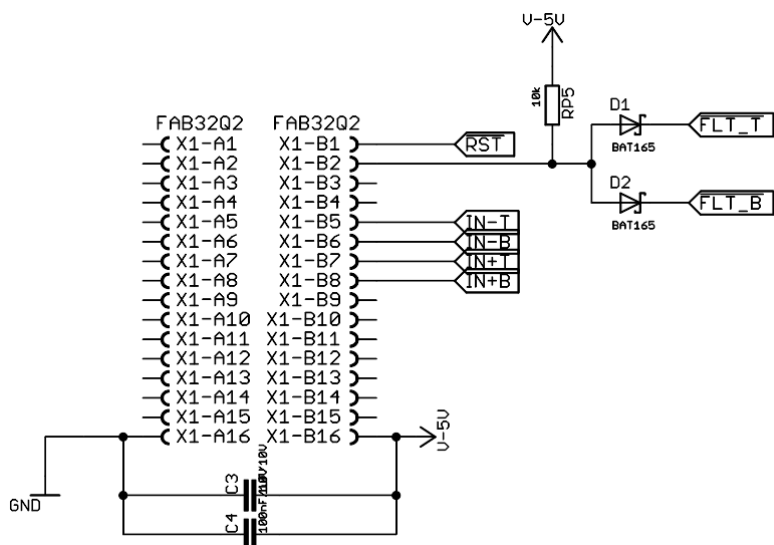 V-5V
10k
RP5
D1
FLT_T
BAT165
D2
FLT_B
BAT165
FAB32Q2 FAB32Q2
X1-A1 X1-B1 RST
X1-A2 X1-B2
X1-A3 X1-B3
X1-A4 X1-B4
X1-A5 X1-B5 IN-T
X1-A6 X1-B6 IN-B
X1-A7 X1-B7 IN+T
X1-A8 X1-B8 IN+B
X1-A9 X1-B9
X1-A10 X1-B10
X1-A11 X1-B11
X1-A12 X1-B12
X1-A13 X1-B13
X1-A14 X1-B14
X1-A15 X1-B15
X1-A16 X1-B16
V-5V
GND
C3
C4